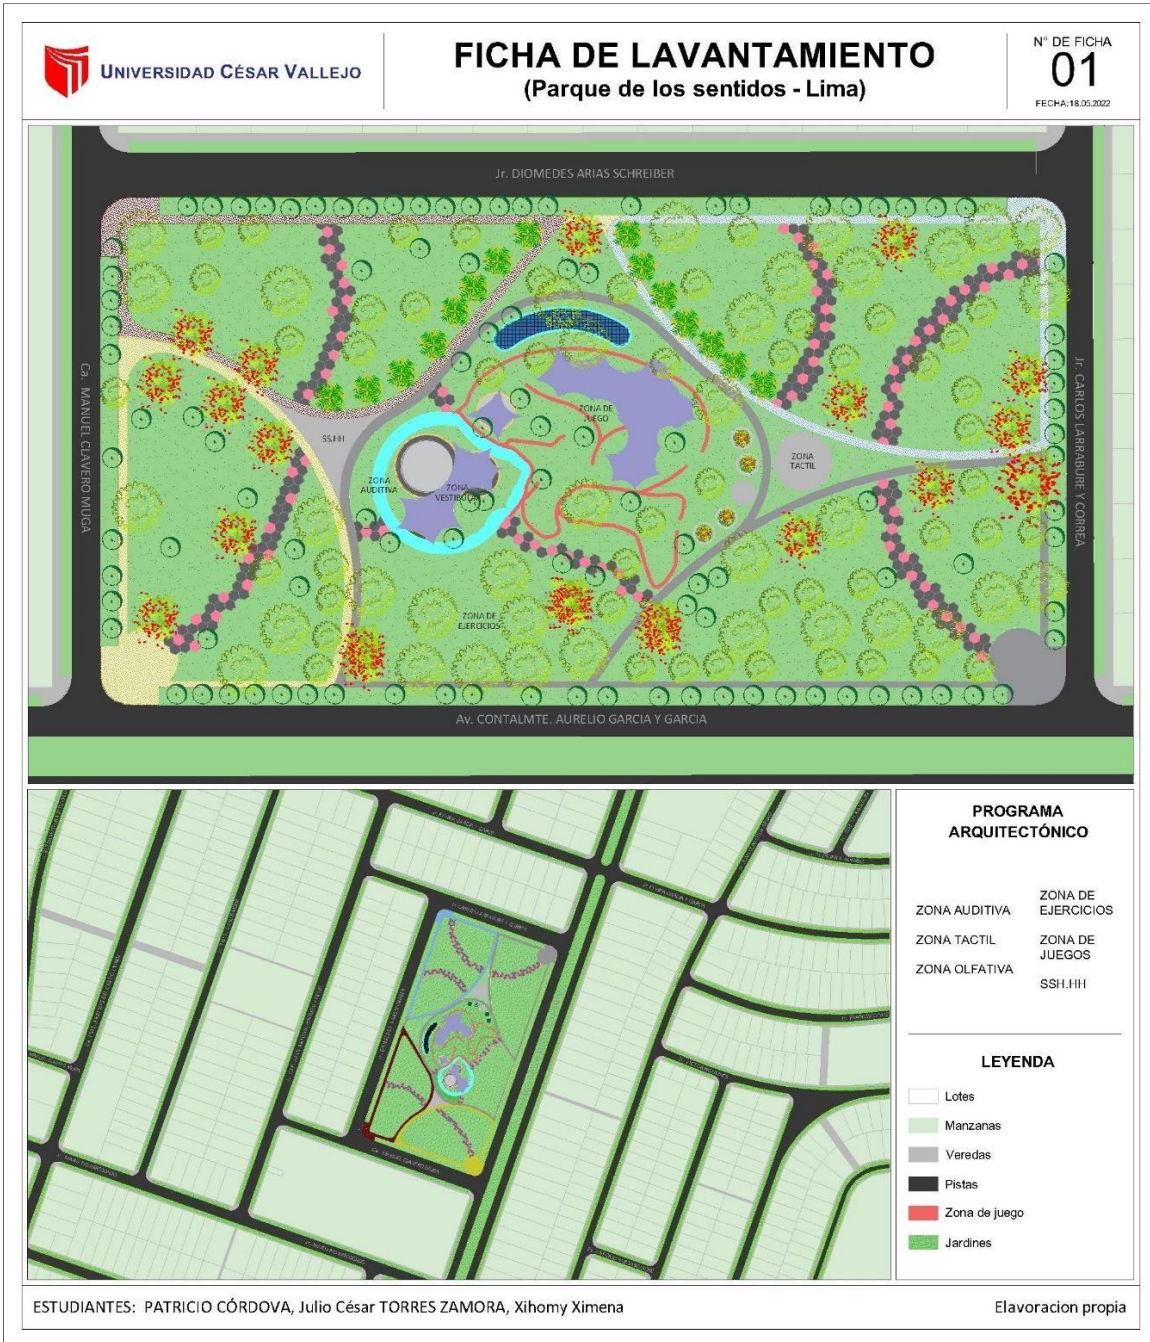 UNIVERSIDAD CÉSAR VALLEJO
FICHA DE LAVANTAMIENTO
(Parque de los sentidos - Lima)
N° DE FICHA
01
FECHA:18.05.2022
Jr. DIOMEDES ARIAS SCHREIBER
Ca. MANUEL CLAVERO MUGA
Jr. CARLOS LARRABURE Y CORREA
ZONA DE
JUEGO
SS.HH
ZONA
AUDITIVA
ZONA
VESTIBULAR
ZONA
TACTIL
ZONA DE
EJERCICIOS
Av. CONTALMTE. AURELIO GARCIA Y GARCIA
PROGRAMA
ARQUITECTÓNICO
ZONA AUDITIVA
ZONA TACTIL
ZONA OLFATIVA
ZONA DE
EJERCICIOS
ZONA DE
JUEGOS
SSH.HH
LEYENDA
Lotes
Manzanas
Veredas
Pistas
Zona de juego
Jardines
ESTUDIANTES: PATRICIO CÓRDOVA, Julio César TORRES ZAMORA, Xihomy Ximena
Elavoracion propia